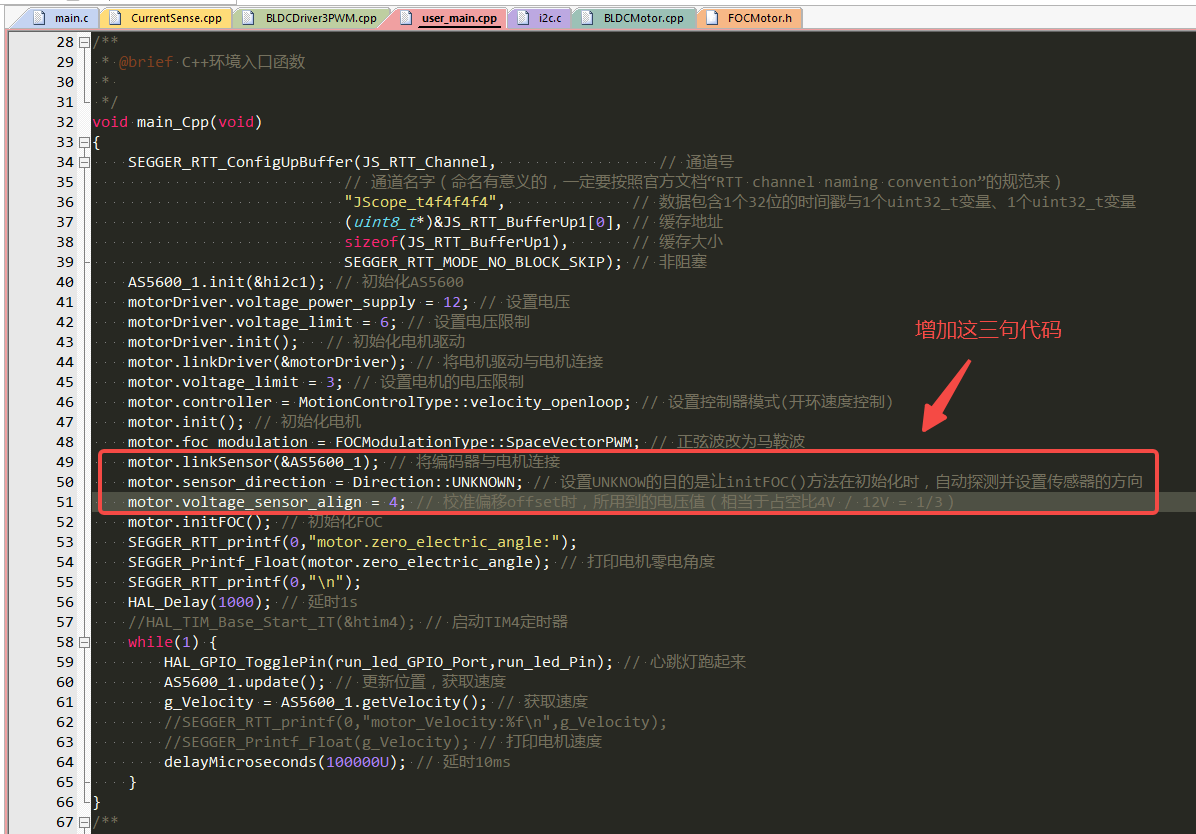 main.c CurrentSense.cpp BLDCDriver3PWM.cpp user_main.cpp i2c.c BLDCMotor.cpp FOCMotor.h
28 /**
29 * @brief C++环境入口函数
30 *
31 */
32 void main_Cpp(void)
33 {
34 SEGGER_RTT_ConfigUpBuffer(JS_RTT_Channel, // 通道号
35 // 通道名字（命名有意义的，一定要按照官方文档“RTT channel naming convention”的规范来）
36 "JScope_t4f4f4f4", // 数据包含1个32位的时间戳与1个uint32_t变量、1个uint32_t变量
37 (uint8_t*)&JS_RTT_BufferUp1[0], // 缓存地址
38 sizeof(JS_RTT_BufferUp1), // 缓存大小
39 SEGGER_RTT_MODE_NO_BLOCK_SKIP); // 非阻塞
40 AS5600_1.init(&hi2c1); // 初始化AS5600
41 motorDriver.voltage_power_supply = 12; // 设置电压
42 motorDriver.voltage_limit = 6; // 设置电压限制
43 motorDriver.init(); // 初始化电机驱动
44 motor.linkDriver(&motorDriver); // 将电机驱动与电机连接
45 motor.voltage_limit = 3; // 设置电机的电压限制
46 motor.controller = MotionControlType::velocity_openloop; // 设置控制器模式(开环速度控制)
47 motor.init(); // 初始化电机
48 motor.foc_modulation = FOCModulationType::SpaceVectorPWM; // 正弦波改为马鞍波
49 motor.linkSensor(&AS5600_1); // 将编码器与电机连接
50 motor.sensor_direction = Direction::UNKNOWN; // 设置UNKNOW的目的是让initFOC()方法在初始化时，自动探测并设置传感器的方向
51 motor.voltage_sensor_align = 4; // 校准偏移offset时，所用到的电压值（相当于占空比4V / 12V = 1/3）
52 motor.initFOC(); // 初始化FOC
53 SEGGER_RTT_printf(0,"motor.zero_electric_angle:");
54 SEGGER_Printf_Float(motor.zero_electric_angle); // 打印电机零电角度
55 SEGGER_RTT_printf(0,"\n");
56 HAL_Delay(1000); // 延时1s
57 //HAL_TIM_Base_Start_IT(&htim4); // 启动TIM4定时器
58 while(1) {
59 HAL_GPIO_TogglePin(run_led_GPIO_Port,run_led_Pin); // 心跳灯跑起来
60 AS5600_1.update(); // 更新位置，获取速度
61 g_Velocity = AS5600_1.getVelocity(); // 获取速度
62 //SEGGER_RTT_printf(0,"motor_Velocity:%f\n",g_Velocity);
63 //SEGGER_Printf_Float(g_Velocity); // 打印电机速度
64 delayMicroseconds(100000U); // 延时10ms
65 }
66 }
67 /**
增加这三句代码